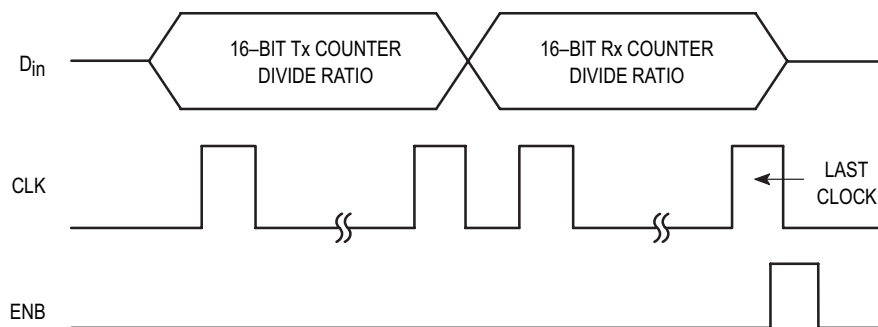 16–BIT Tx COUNTER
DIVIDE RATIO
16–BIT Rx COUNTER
DIVIDE RATIO
Din
CLK
LAST
CLOCK
ENB